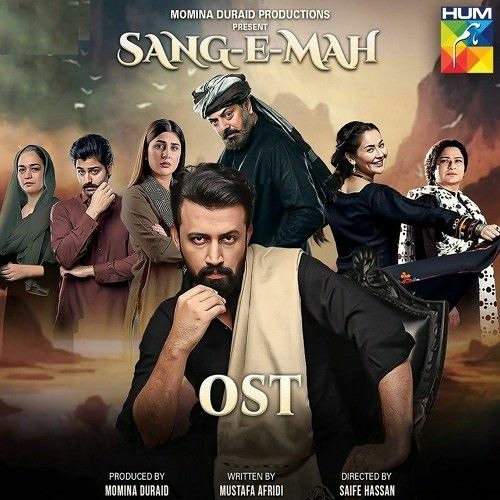 MOMINA DURAID PRODUCTIONS
PRESENT
SANG-E-MAH
HUM
ہم
OST
PRODUCED BY
MOMINA DURAID
WRITTEN BY
MUSTAFA AFRIDI
DIRECTED BY
SAIFE HASSAN